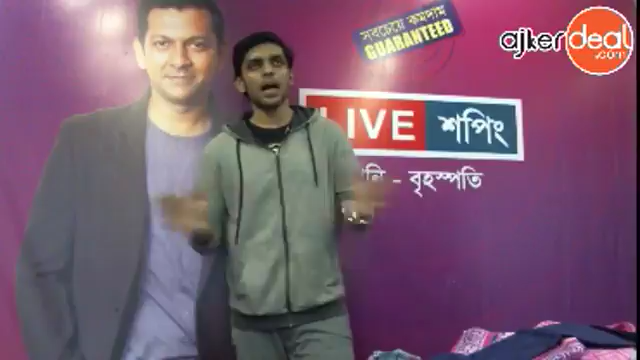 সবচেয়ে কমদাম
GUARANTEED
ajkerdeal
.com
LIVE শপিং
- বৃহস্পতি